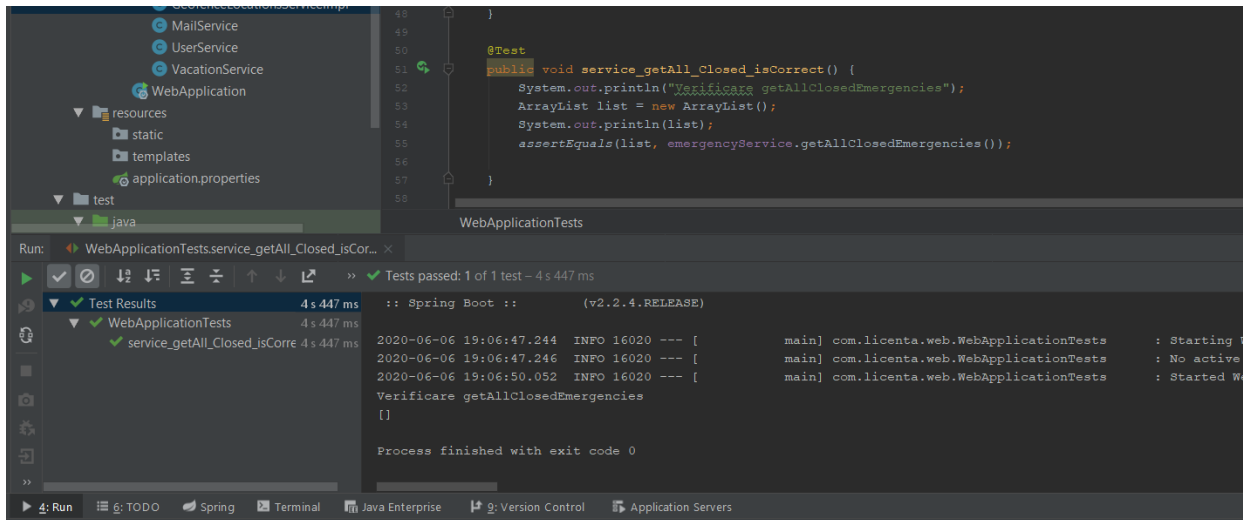 GeofenceLocationsServiceImpl
MailService
UserService
VacationService
WebApplication
resources
static
templates
application.properties
test
java
48 }
49
50 @Test
51 public void service_getAll_Closed_isCorrect() {
52 System.out.println("Verificare getAllClosedEmergencies");
53 ArrayList list = new ArrayList();
54 System.out.println(list);
55 assertEquals(list, emergencyService.getAllClosedEmergencies());
56
57 }
58
WebApplicationTests
Run: WebApplicationTests.service_getAll_Closed_isCor... ×
» Tests passed: 1 of 1 test – 4 s 447 ms
Test Results 4 s 447 ms
WebApplicationTests 4 s 447 ms
service_getAll_Closed_isCorre 4 s 447 ms
:: Spring Boot :: (v2.2.4.RELEASE)
2020-06-06 19:06:47.244 INFO 16020 --- [ main] com.licenta.web.WebApplicationTests : Starting W
2020-06-06 19:06:47.246 INFO 16020 --- [ main] com.licenta.web.WebApplicationTests : No active
2020-06-06 19:06:50.052 INFO 16020 --- [ main] com.licenta.web.WebApplicationTests : Started We
Verificare getAllClosedEmergencies
[]
Process finished with exit code 0
»
4: Run 6: TODO Spring Terminal Java Enterprise 9: Version Control Application Servers